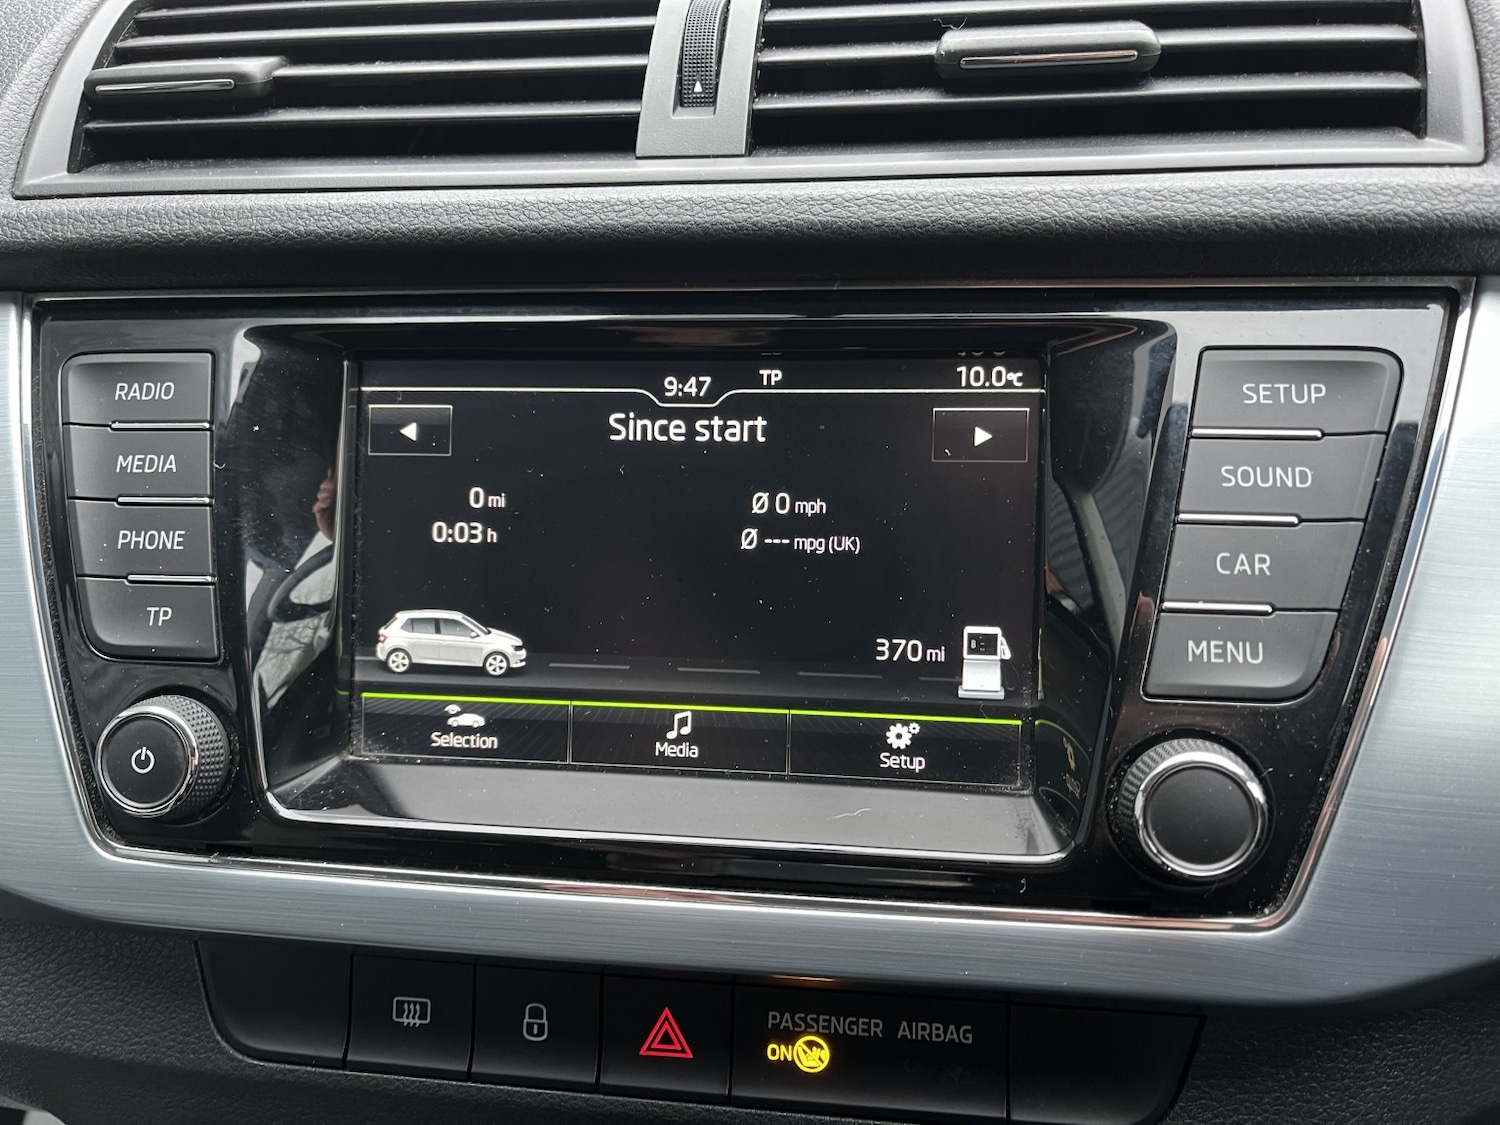 RADIO
MEDIA
PHONE
TP
9:47
TP
10.0°C
Since start
0 mi
0:03 h
Ø 0 mph
Ø --- mpg (UK)
370 mi
Selection
Media
Setup
SETUP
SOUND
CAR
MENU
PASSENGER AIRBAG
ON